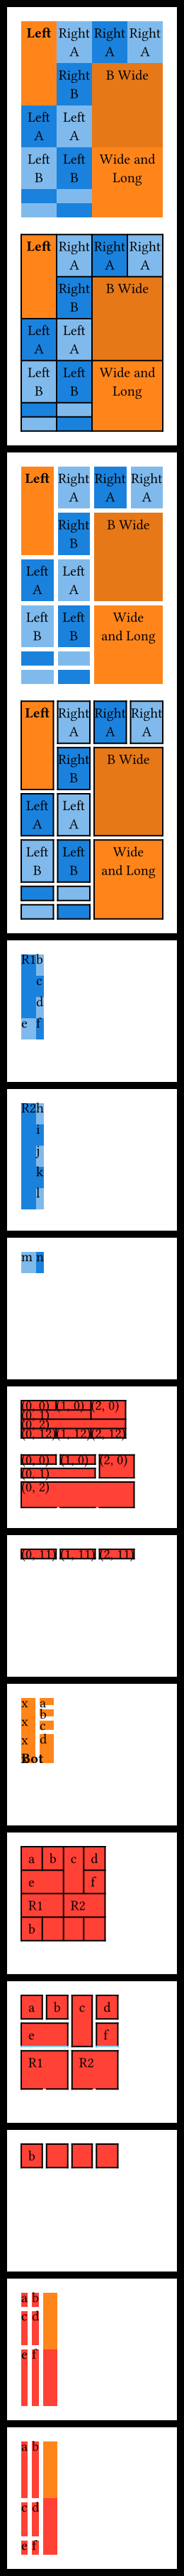 Left Right Right Right
A A A
Right B Wide
B
Left Left
A A
Left Left Wide and
B B Long
Left Right Right Right
A A A
Right B Wide
B
Left Left
A A
Left Left Wide and
B B Long
Left Right Right Right
A A A
Right B Wide
B
Left Left
A A
Left Left Wide
B B and Long
Left Right Right Right
A A A
Right B Wide
B
Left Left
A A
Left Left Wide
B B and Long
R1 b
c
d
e f
R2 h
i
j
k
l
m n
(0, 0) (1, 0) (2, 0)
(0, 1)
(0, 2)
(0, 12) (1, 12) (2, 12)
(0, 0) (1, 0) (2, 0)
(0, 1)
(0, 2)
(0, 11) (1, 11) (2, 11)
x a
b
x c
x d
Bot
a b c d
e f
R1 R2
b
a b c d
e f
R1 R2
b
a b
c d
e f
a b
c d
e f